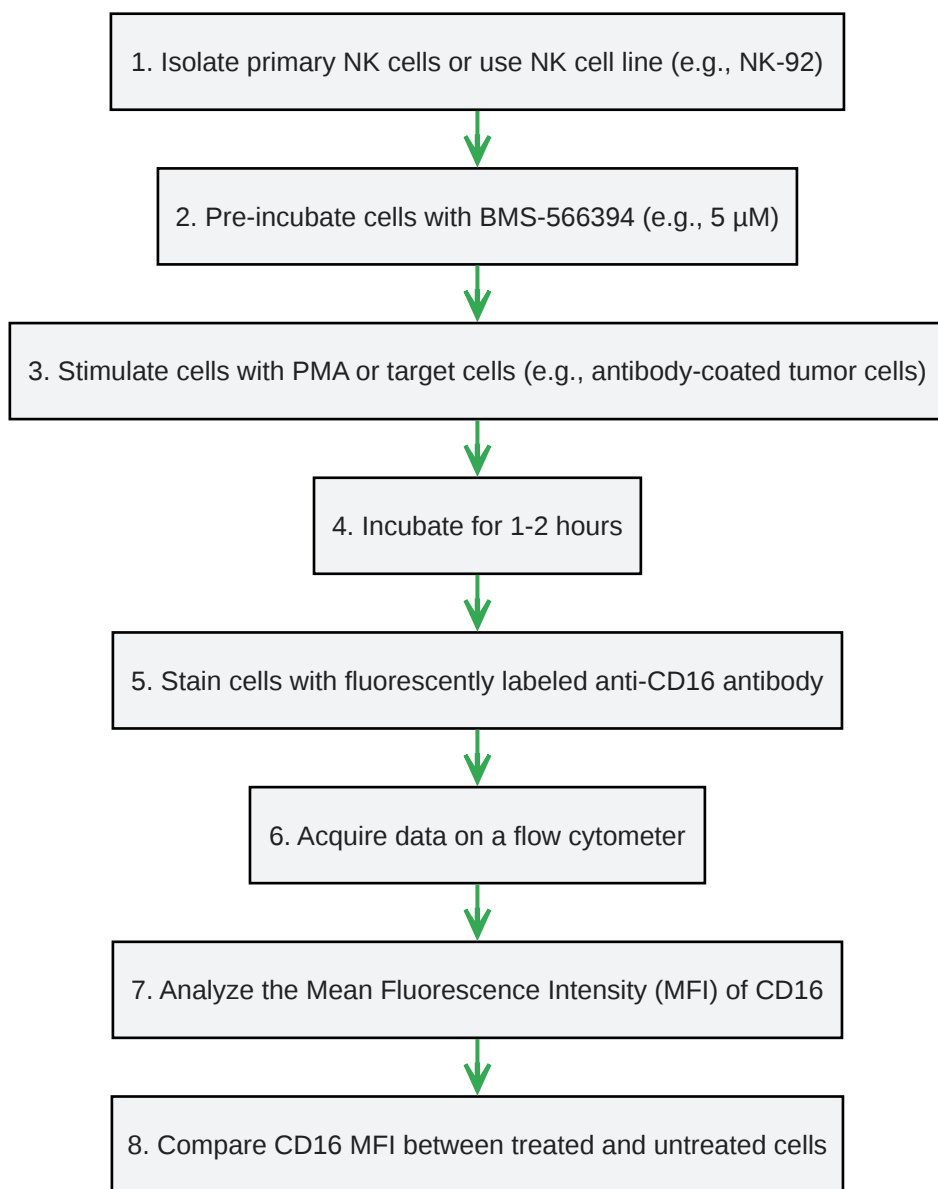 1. Isolate primary NK cells or use NK cell line (e.g., NK-92)
2. Pre-incubate cells with BMS-566394 (e.g., 5 µM)
3. Stimulate cells with PMA or target cells (e.g., antibody-coated tumor cells)
4. Incubate for 1-2 hours
5. Stain cells with fluorescently labeled anti-CD16 antibody
6. Acquire data on a flow cytometer
7. Analyze the Mean Fluorescence Intensity (MFI) of CD16
8. Compare CD16 MFI between treated and untreated cells